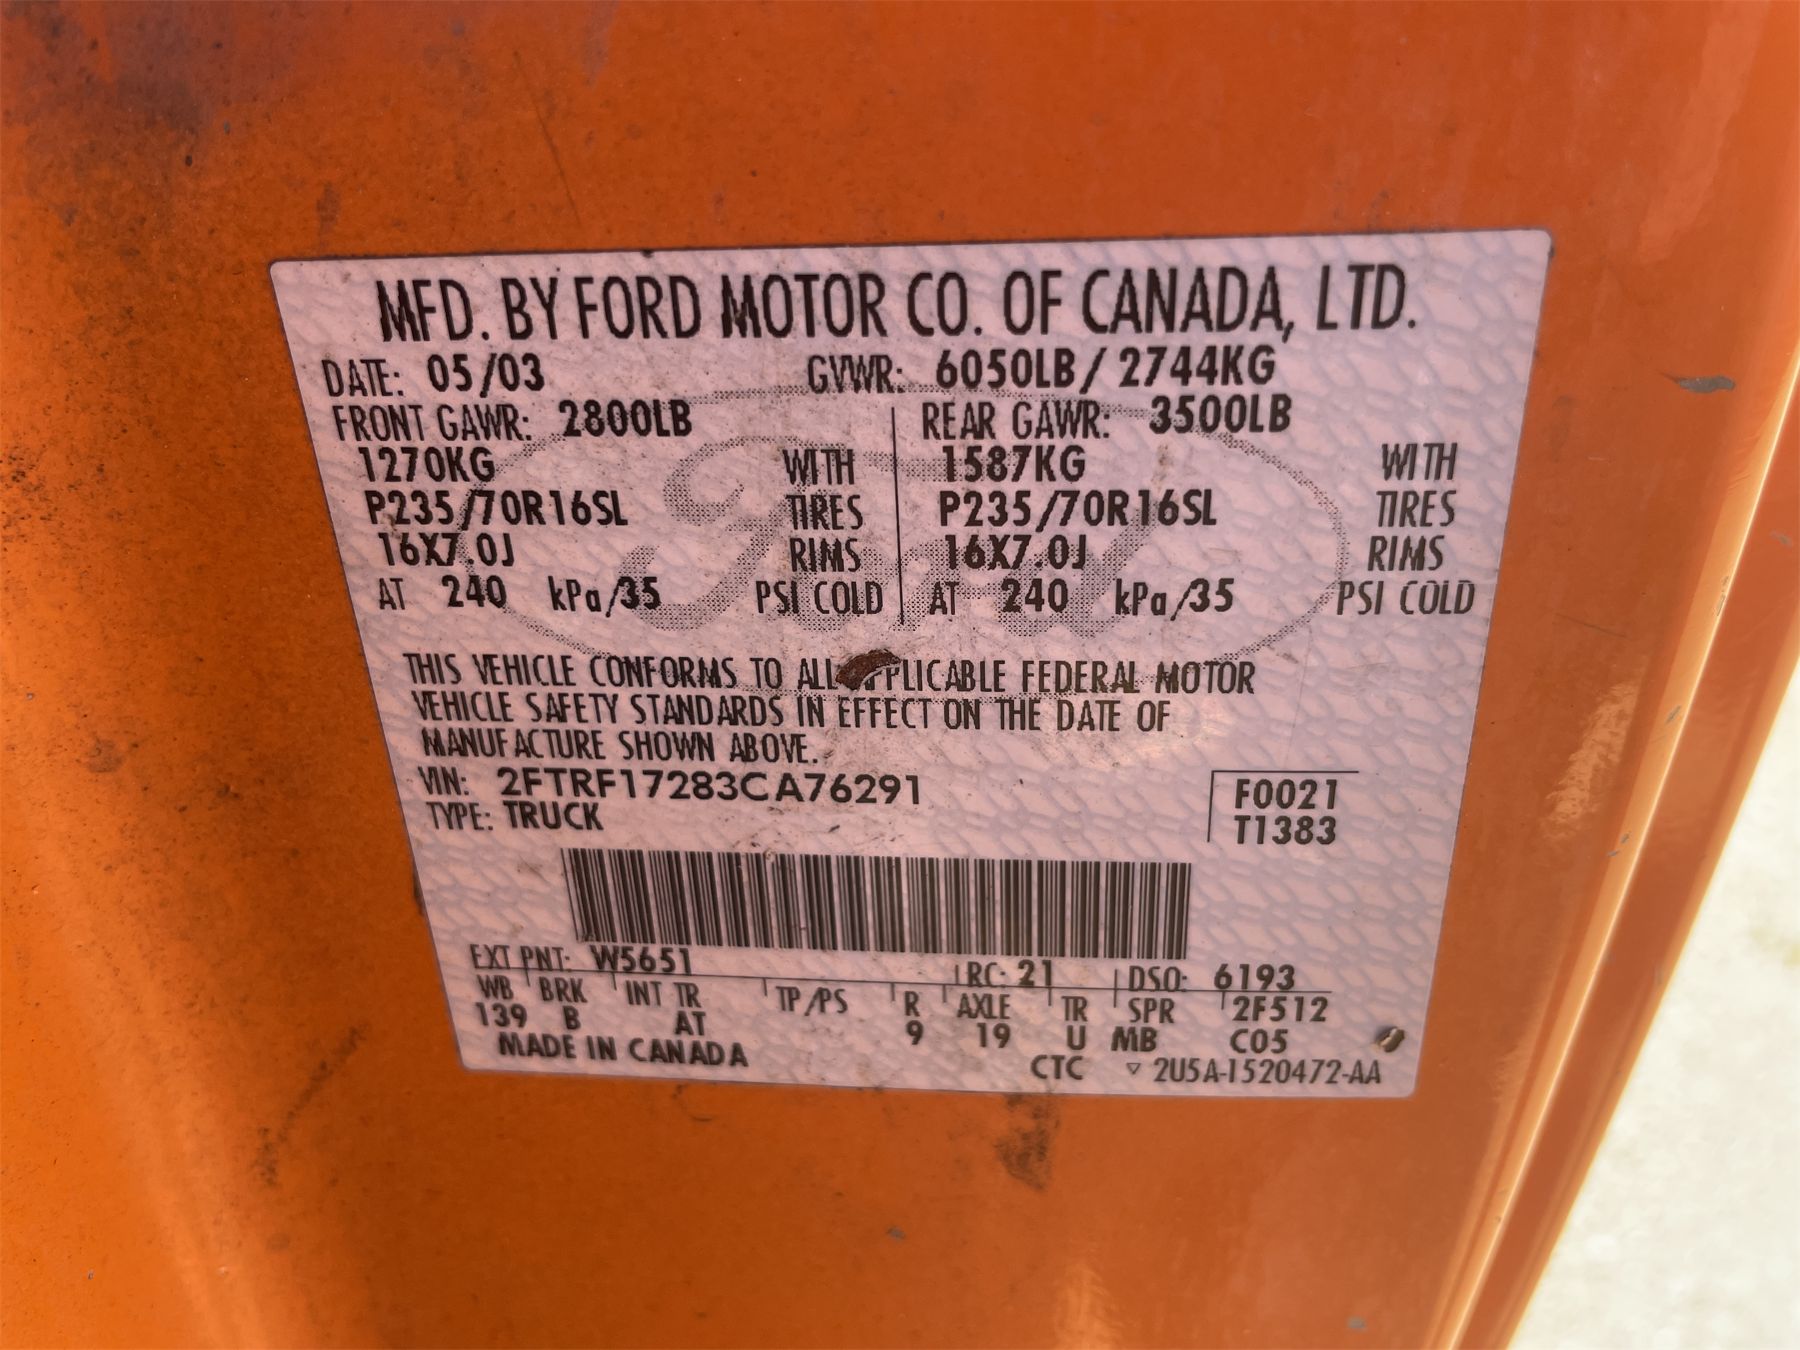 MFD. BY FORD MOTOR CO. OF CANADA, LTD.
DATE: 05/03 GVWR: 6050LB/2744KG
FRONT GAWR: 2800LB REAR GAWR: 3500LB
1270KG WITH 1587KG WITH
P235/70R16SL TIRES P235/70R16SL TIRES
16X7.0J RIMS 16X7.0J RIMS
AT 240 kPa/35 PSI COLD AT 240 kPa/35 PSI COLD
Ford
THIS VEHICLE CONFORMS TO ALL APPLICABLE FEDERAL MOTOR
VEHICLE SAFETY STANDARDS IN EFFECT ON THE DATE OF
MANUFACTURE SHOWN ABOVE.
VIN: 2FTRF17283CA76291 F0021
TYPE: TRUCK T1383
EXT PNT: W5651 RC: 21 DSO: 6193
WB BRK INT TR TP/PS R AXLE TR SPR 2F512
139 B AT 9 19 U MB C05
MADE IN CANADA CTC ▽ 2U5A-1520472-AA